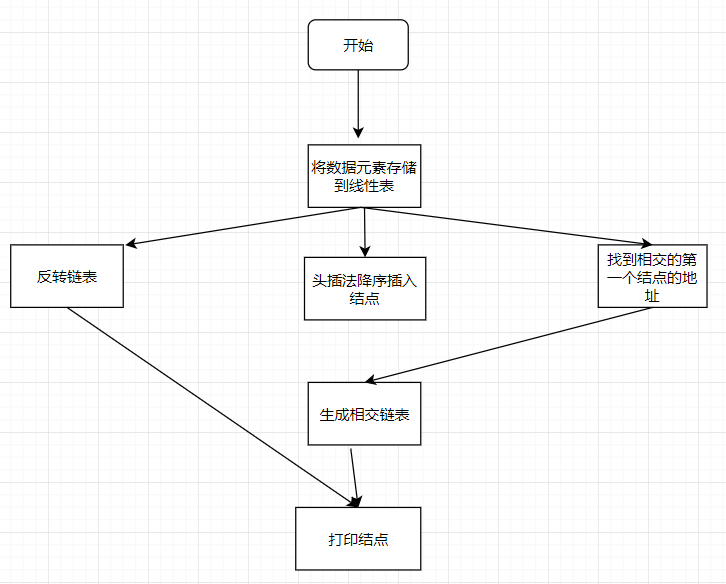 开始
将数据元素存储
到线性表
反转链表
头插法降序插入
结点
找到相交的第
一个结点的地
址
生成相交链表
打印结点